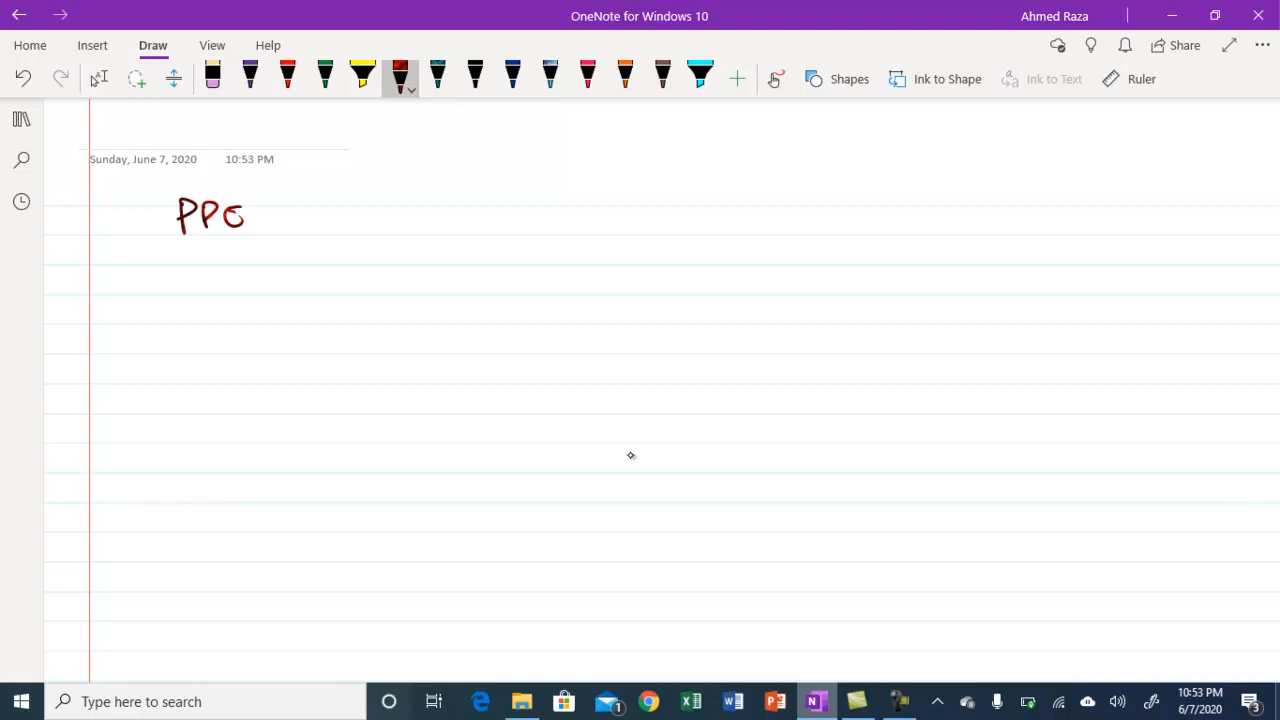 OneNote for Windows 10
Ahmed Raza
Home Insert Draw View Help
Share
Shapes Ink to Shape Ink to Text Ruler
Sunday, June 7, 2020 10:53 PM
PPC
Type here to search
1
10:53 PM
6/7/2020
3